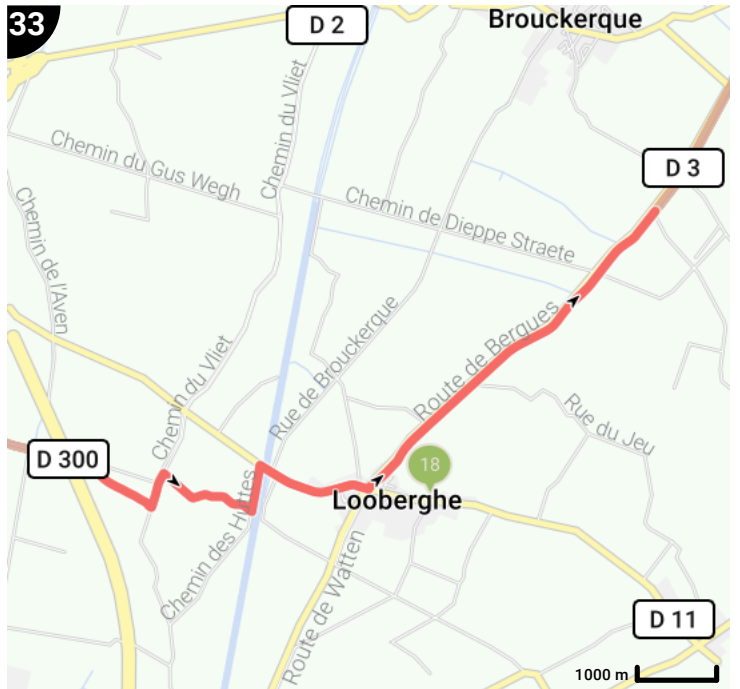 33
D 2
Brouckerque
Chemin du Vliet
Chemin du Gus Wegh
D 3
Chemin de l'Aven
Chemin de Dieppe Straete
Rue de Brouckerque
Route de Bergues
Chemin du Vliet
Rue du Jeu
D 300
18
Looberghe
Chemin des Huttes
Route de Watten
D 11
1000 m